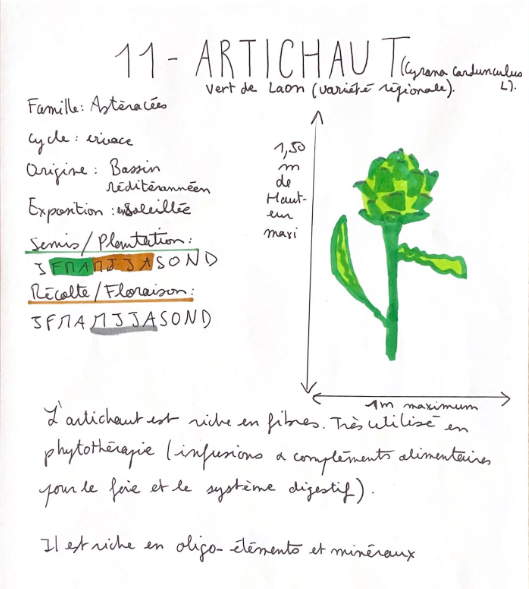 11 - ARTICHAUT (Cyrana Cardunculus L).
Vert de Laon (variété régionale).
Famille : Astéracées
Cycle : vivace
Origine : Bassin
méditérannéen
Exposition : ensoleillée
Semis / Plantation :
J F M A M J J A S O N D
Récolte / Floraison :
J F M A M J J A S O N D
1,50
m
de
Haut-
eur
maxi
1m maximum
L'artichaut est riche en fibres. Très utilisé en
phytothérapie (infusions & compléments alimentaires
pour le foie et le système digestif).
Il est riche en oligo-éléments et minéraux